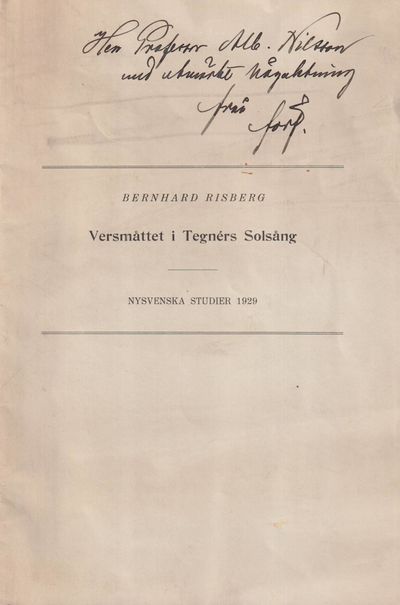 Herr Professor Alb. Nilsson
med utmärkt högaktning
från
förf.
BERNHARD RISBERG
Versmåttet i Tegnérs Solsång
NYSVENSKA STUDIER 1929